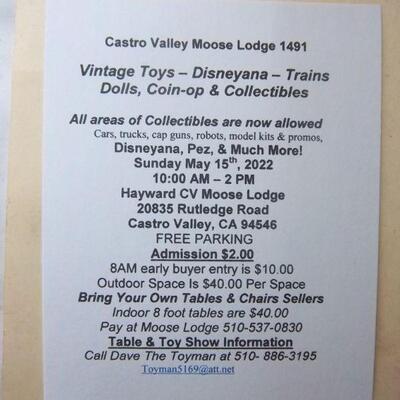 Castro Valley Moose Lodge 1491
Vintage Toys – Disneyana – Trains
Dolls, Coin-op & Collectibles
All areas of Collectibles are now allowed
Cars, trucks, cap guns, robots, model kits & promos,
Disneyana, Pez, & Much More!
Sunday May 15th, 2022
10:00 AM – 2 PM
Hayward CV Moose Lodge
20835 Rutledge Road
Castro Valley, CA 94546
FREE PARKING
Admission $2.00
8AM early buyer entry is $10.00
Outdoor Space Is $40.00 Per Space
Bring Your Own Tables & Chairs Sellers
Indoor 8 foot tables are $40.00
Pay at Moose Lodge 510-537-0830
Table & Toy Show Information
Call Dave The Toyman at 510- 886-3195
Toyman5169@att.net